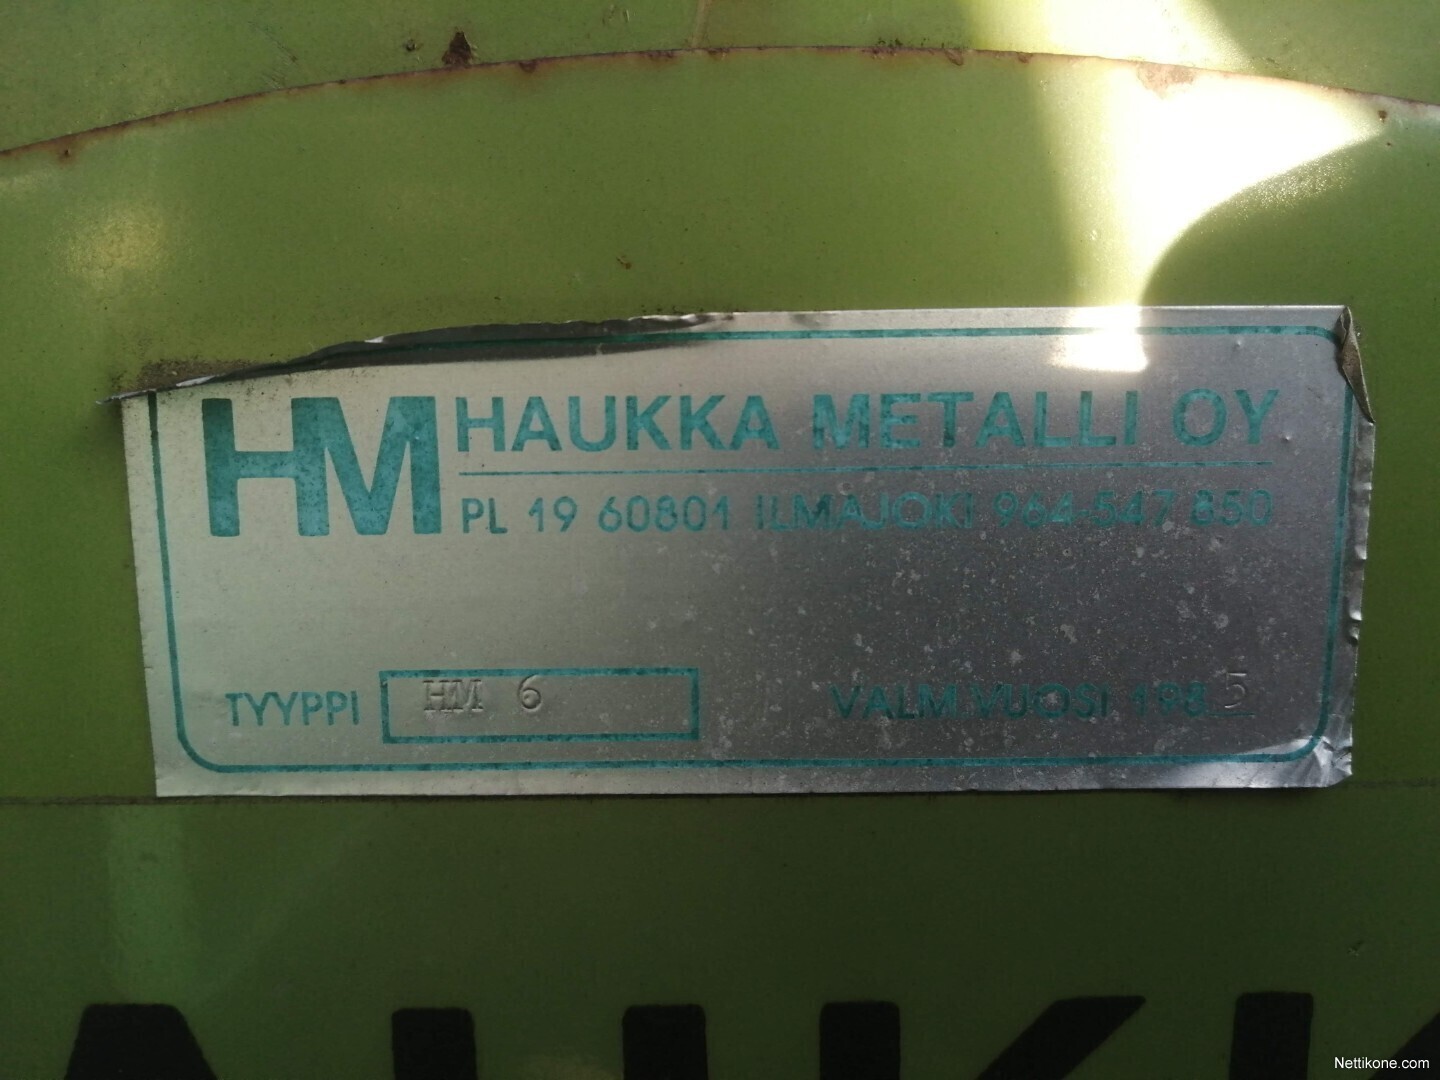 HM HAUKKA METALLI OY
PL 19 60801 ILMAJOKI 964-547 850
TYYPPI HM 6 VALM.VUOSI 1985
AUKK
Nettikone.com